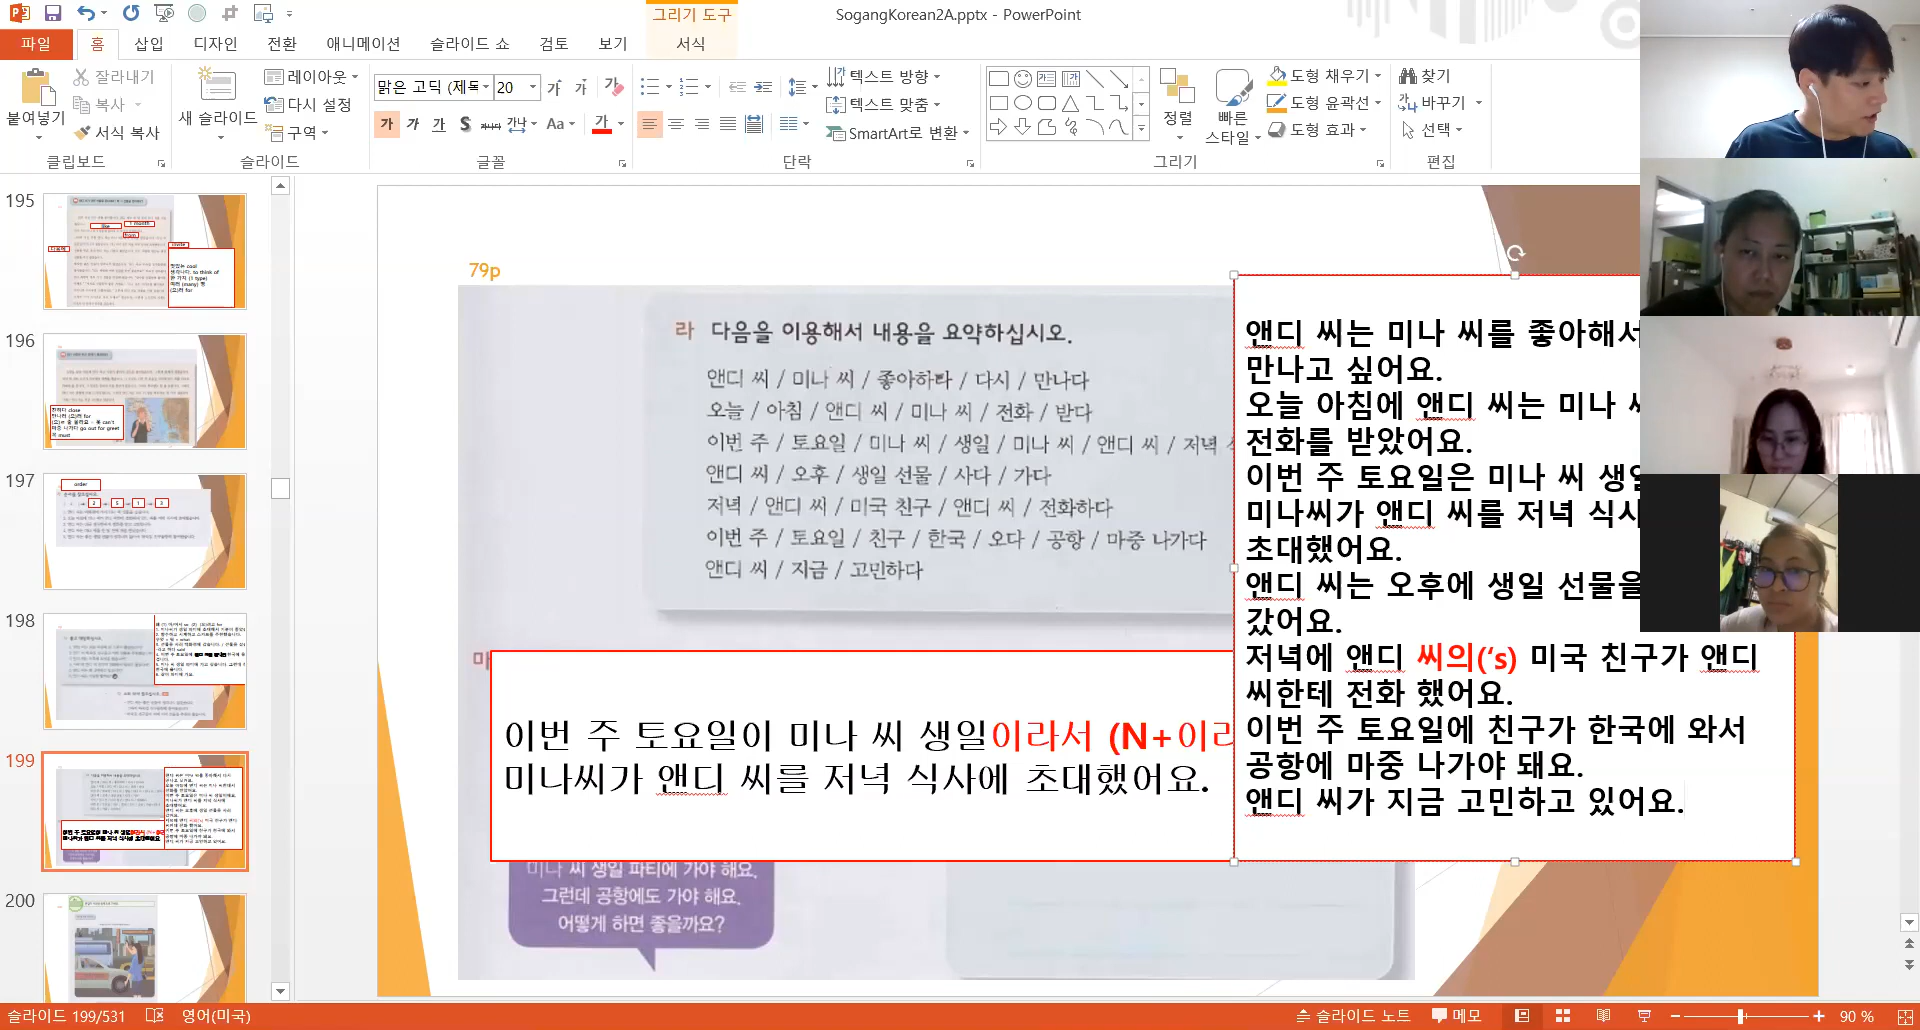 그리기 도구
SogangKorean2A.pptx - PowerPoint
파일 홈 삽입 디자인 전환 애니메이션 슬라이드 쇼 검토 보기 서식
붙여넣기
잘라내기
복사
서식 복사
클립보드
새 슬라이드
레이아웃
다시 설정
구역
슬라이드
맑은 고딕 (제목
20
가 가 가 S 가나다 가나 Aa 가
글꼴
텍스트 방향
텍스트 맞춤
SmartArt로 변환
단락
정렬
빠른
스타일
도형 채우기
도형 윤곽선
도형 효과
그리기
찾기
바꾸기
선택
편집
195
196
197
order
198
199
200
79p
라 다음을 이용해서 내용을 요약하십시오.
앤디 씨 / 미나 씨 / 좋아하다 / 다시 / 만나다
오늘 / 아침 / 앤디 씨 / 미나 씨 / 전화 / 받다
이번 주 / 토요일 / 미나 씨 / 생일 / 미나 씨 / 앤디 씨 / 저녁
앤디 씨 / 오후 / 생일 선물 / 사다 / 가다
저녁 / 앤디 씨 / 미국 친구 / 앤디 씨 / 전화하다
이번 주 / 토요일 / 친구 / 한국 / 오다 / 공항 / 마중 나가다
앤디 씨 / 지금 / 고민하다
마
이번 주 토요일이 미나 씨 생일이라서 (N+이라
미나씨가 앤디 씨를 저녁 식사에 초대했어요.
미나 씨 생일 파티에 가야 해요.
그런데 공항에도 가야 해요.
어떻게 하면 좋을까요?
앤디 씨는 미나 씨를 좋아해서
만나고 싶어요.
오늘 아침에 앤디 씨는 미나
전화를 받았어요.
이번 주 토요일은 미나 씨 생일
미나씨가 앤디 씨를 저녁 식사
초대했어요.
앤디 씨는 오후에 생일 선물을
갔어요.
저녁에 앤디 씨의(‘s) 미국 친구가 앤디
씨한테 전화 했어요.
이번 주 토요일에 친구가 한국에 와서
공항에 마중 나가야 돼요.
앤디 씨가 지금 고민하고 있어요.
슬라이드 199/531
영어(미국)
슬라이드 노트
메모
90 %